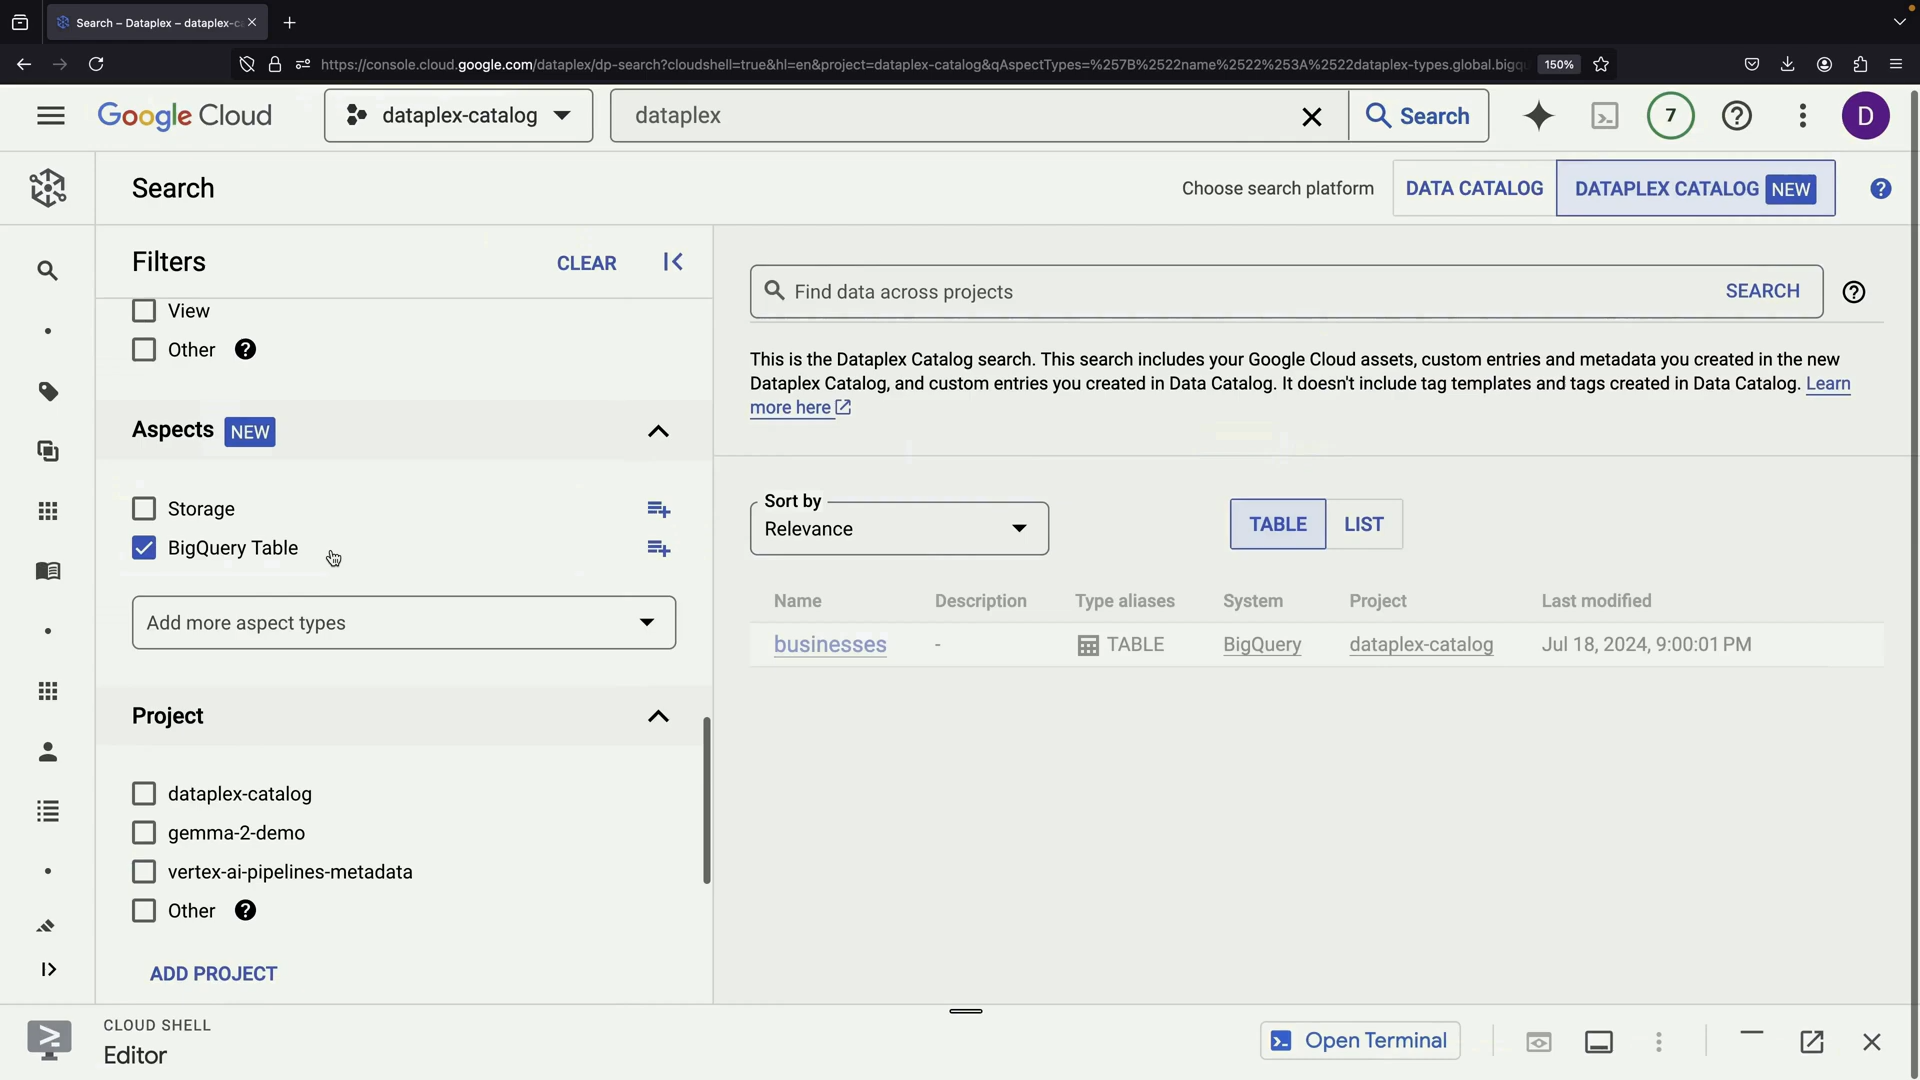 Search – Dataplex – dataplex-c
https://console.cloud.google.com/dataplex/dp-search?cloudshell=true&hl=en&project=dataplex-catalog&qAspectTypes=%257B%2522name%2522%253A%2522dataplex-types.global.bigqu
150%
Google Cloud
dataplex-catalog
dataplex
Search
7
D
Search
Choose search platform
DATA CATALOG
DATAPLEX CATALOG NEW
Filters
CLEAR
View
Other
Aspects NEW
Storage
BigQuery Table
Add more aspect types
Project
dataplex-catalog
gemma-2-demo
vertex-ai-pipelines-metadata
Other
ADD PROJECT
Find data across projects
SEARCH
This is the Dataplex Catalog search. This search includes your Google Cloud assets, custom entries and metadata you created in the new
Dataplex Catalog, and custom entries you created in Data Catalog. It doesn't include tag templates and tags created in Data Catalog. Learn
more here
Sort by
Relevance
TABLE
LIST
Name Description Type aliases System Project Last modified
businesses - TABLE BigQuery dataplex-catalog Jul 18, 2024, 9:00:01 PM
CLOUD SHELL
Editor
Open Terminal